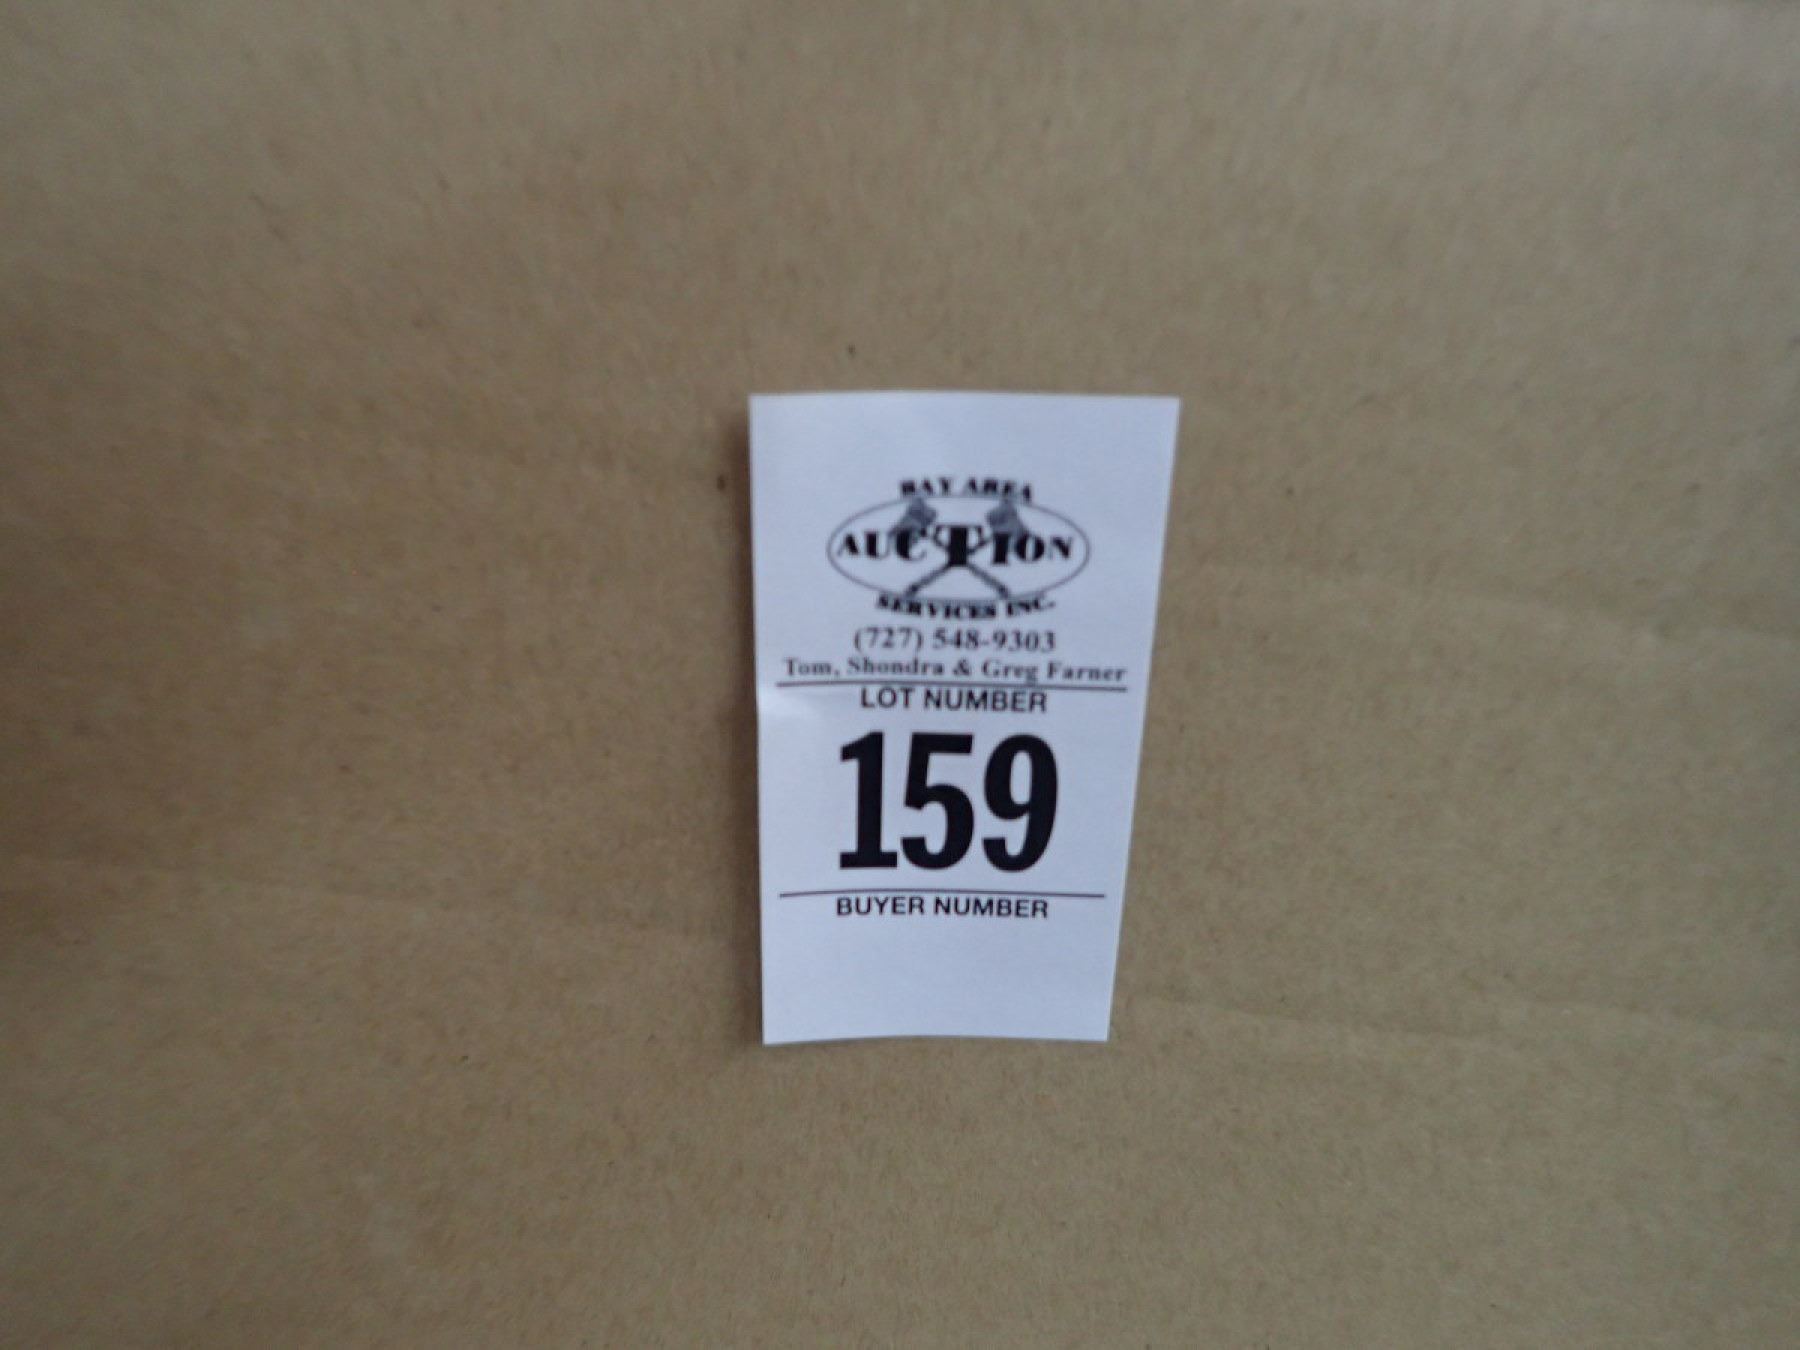 BAY AREA
AUCTION
SERVICES INC.
(727) 548-9303
Tom, Shondra & Greg Farner
LOT NUMBER
159
BUYER NUMBER